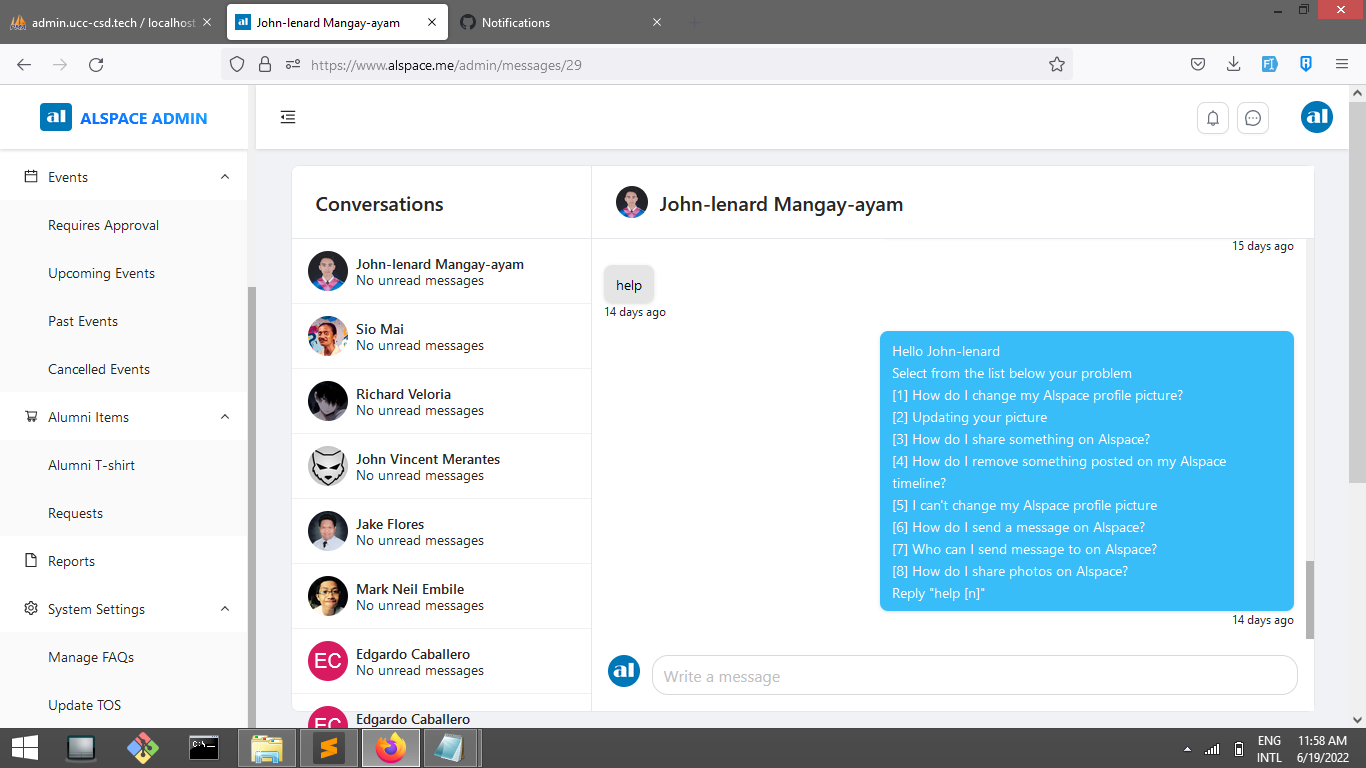 admin.ucc-csd.tech / localhost
John-lenard Mangay-ayam
Notifications
https://www.alspace.me/admin/messages/29
al ALSPACE ADMIN
al
Events
Requires Approval
Upcoming Events
Past Events
Cancelled Events
Alumni Items
Alumni T-shirt
Requests
Reports
System Settings
Manage FAQs
Update TOS
Conversations
John-lenard Mangay-ayam
No unread messages
Sio Mai
No unread messages
Richard Veloria
No unread messages
John Vincent Merantes
No unread messages
Jake Flores
No unread messages
Mark Neil Embile
No unread messages
EC
Edgardo Caballero
No unread messages
EC
Edgardo Caballero
John-lenard Mangay-ayam
15 days ago
help
14 days ago
Hello John-lenard
Select from the list below your problem
[1] How do I change my Alspace profile picture?
[2] Updating your picture
[3] How do I share something on Alspace?
[4] How do I remove something posted on my Alspace
timeline?
[5] I can't change my Alspace profile picture
[6] How do I send a message on Alspace?
[7] Who can I send message to on Alspace?
[8] How do I share photos on Alspace?
Reply "help [n]"
14 days ago
al
Write a message
ENG
INTL
11:58 AM
6/19/2022